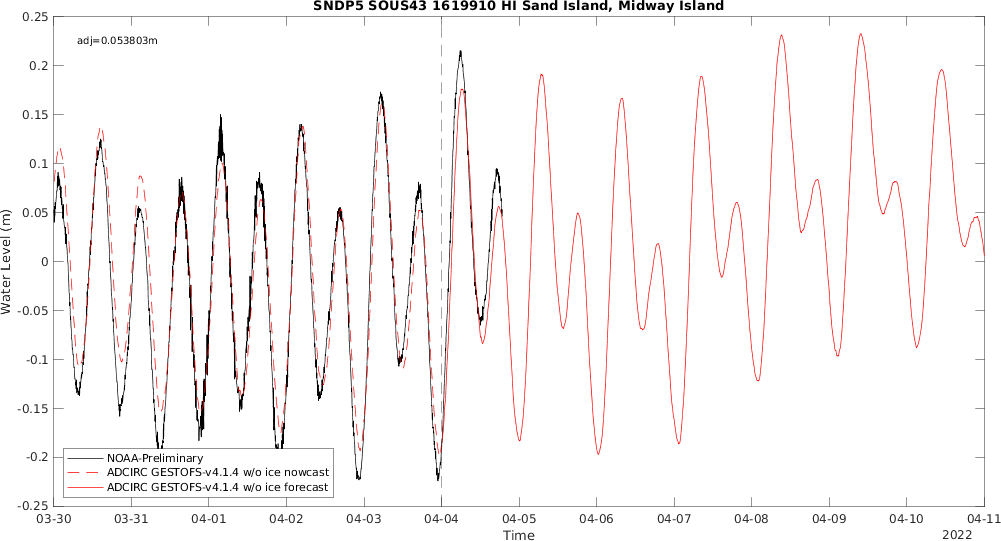 SNDP5 SOUS43 1619910 HI Sand Island, Midway Island
adj=0.053803m
0.25
0.2
0.15
0.1
0.05
0
-0.05
-0.1
-0.15
-0.2
-0.25
Water Level (m)
NOAA-Preliminary
ADCIRC GESTOFS-v4.1.4 w/o ice nowcast
ADCIRC GESTOFS-v4.1.4 w/o ice forecast
03-30 03-31 04-01 04-02 04-03 04-04 04-05 04-06 04-07 04-08 04-09 04-10 04-11
Time
2022